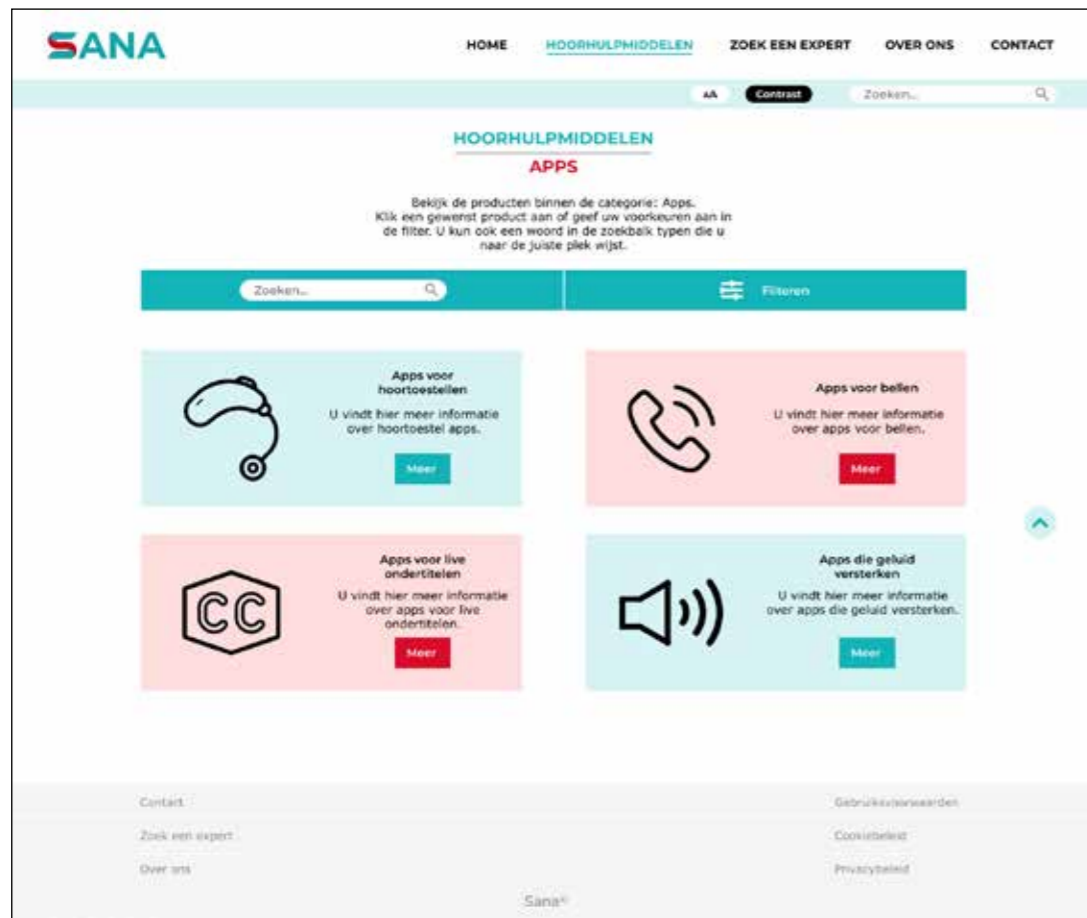 SANA
HOME HOORHULPMIDDELEN ZOEK EEN EXPERT OVER ONS CONTACT
AA Contrast Zoeken...
HOORHULPMIDDELEN
APPS
Bekijk de producten binnen de categorie: Apps.
Klik een gewenst product aan of geef uw voorkeuren aan in
de filter. U kun ook een woord in de zoekbalk typen die u
naar de juiste plek wijst.
Zoeken... Filteren
Apps voor
hoortoestellen
U vindt hier meer informatie
over hoortoestel apps.
Meer
Apps voor bellen
U vindt hier meer informatie
over apps voor bellen.
Meer
CC
Apps voor live
ondertitelen
U vindt hier meer informatie
over apps voor live
ondertitelen.
Meer
Apps die geluid
versterken
U vindt hier meer informatie
over apps die geluid versterken.
Meer
Contact
Zoek een expert
Over ons
Gebruiksvoorwaarden
Cookiebeleid
Privacybeleid
Sana